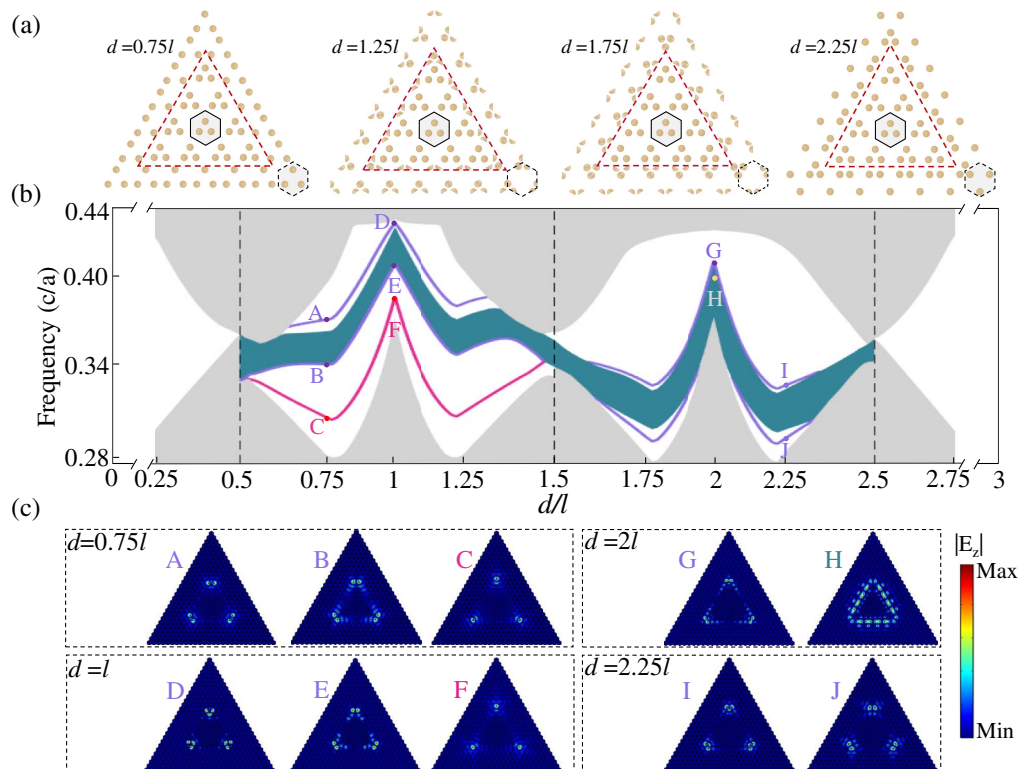 (a)
d =0.75l d =1.25l d =1.75l d =2.25l
(b)
Frequency (c/a)
0.44
0.40
0.34
0.28
A B C D E F G H I J
0 0.25 0.5 0.75 1 1.25 1.5 1.75 2 2.25 2.5 2.75 3
d/l
(c)
d=0.75l
A B C
d =2l
G H
d =l
D E F
d =2.25l
I J
|E_z|
Max
Min